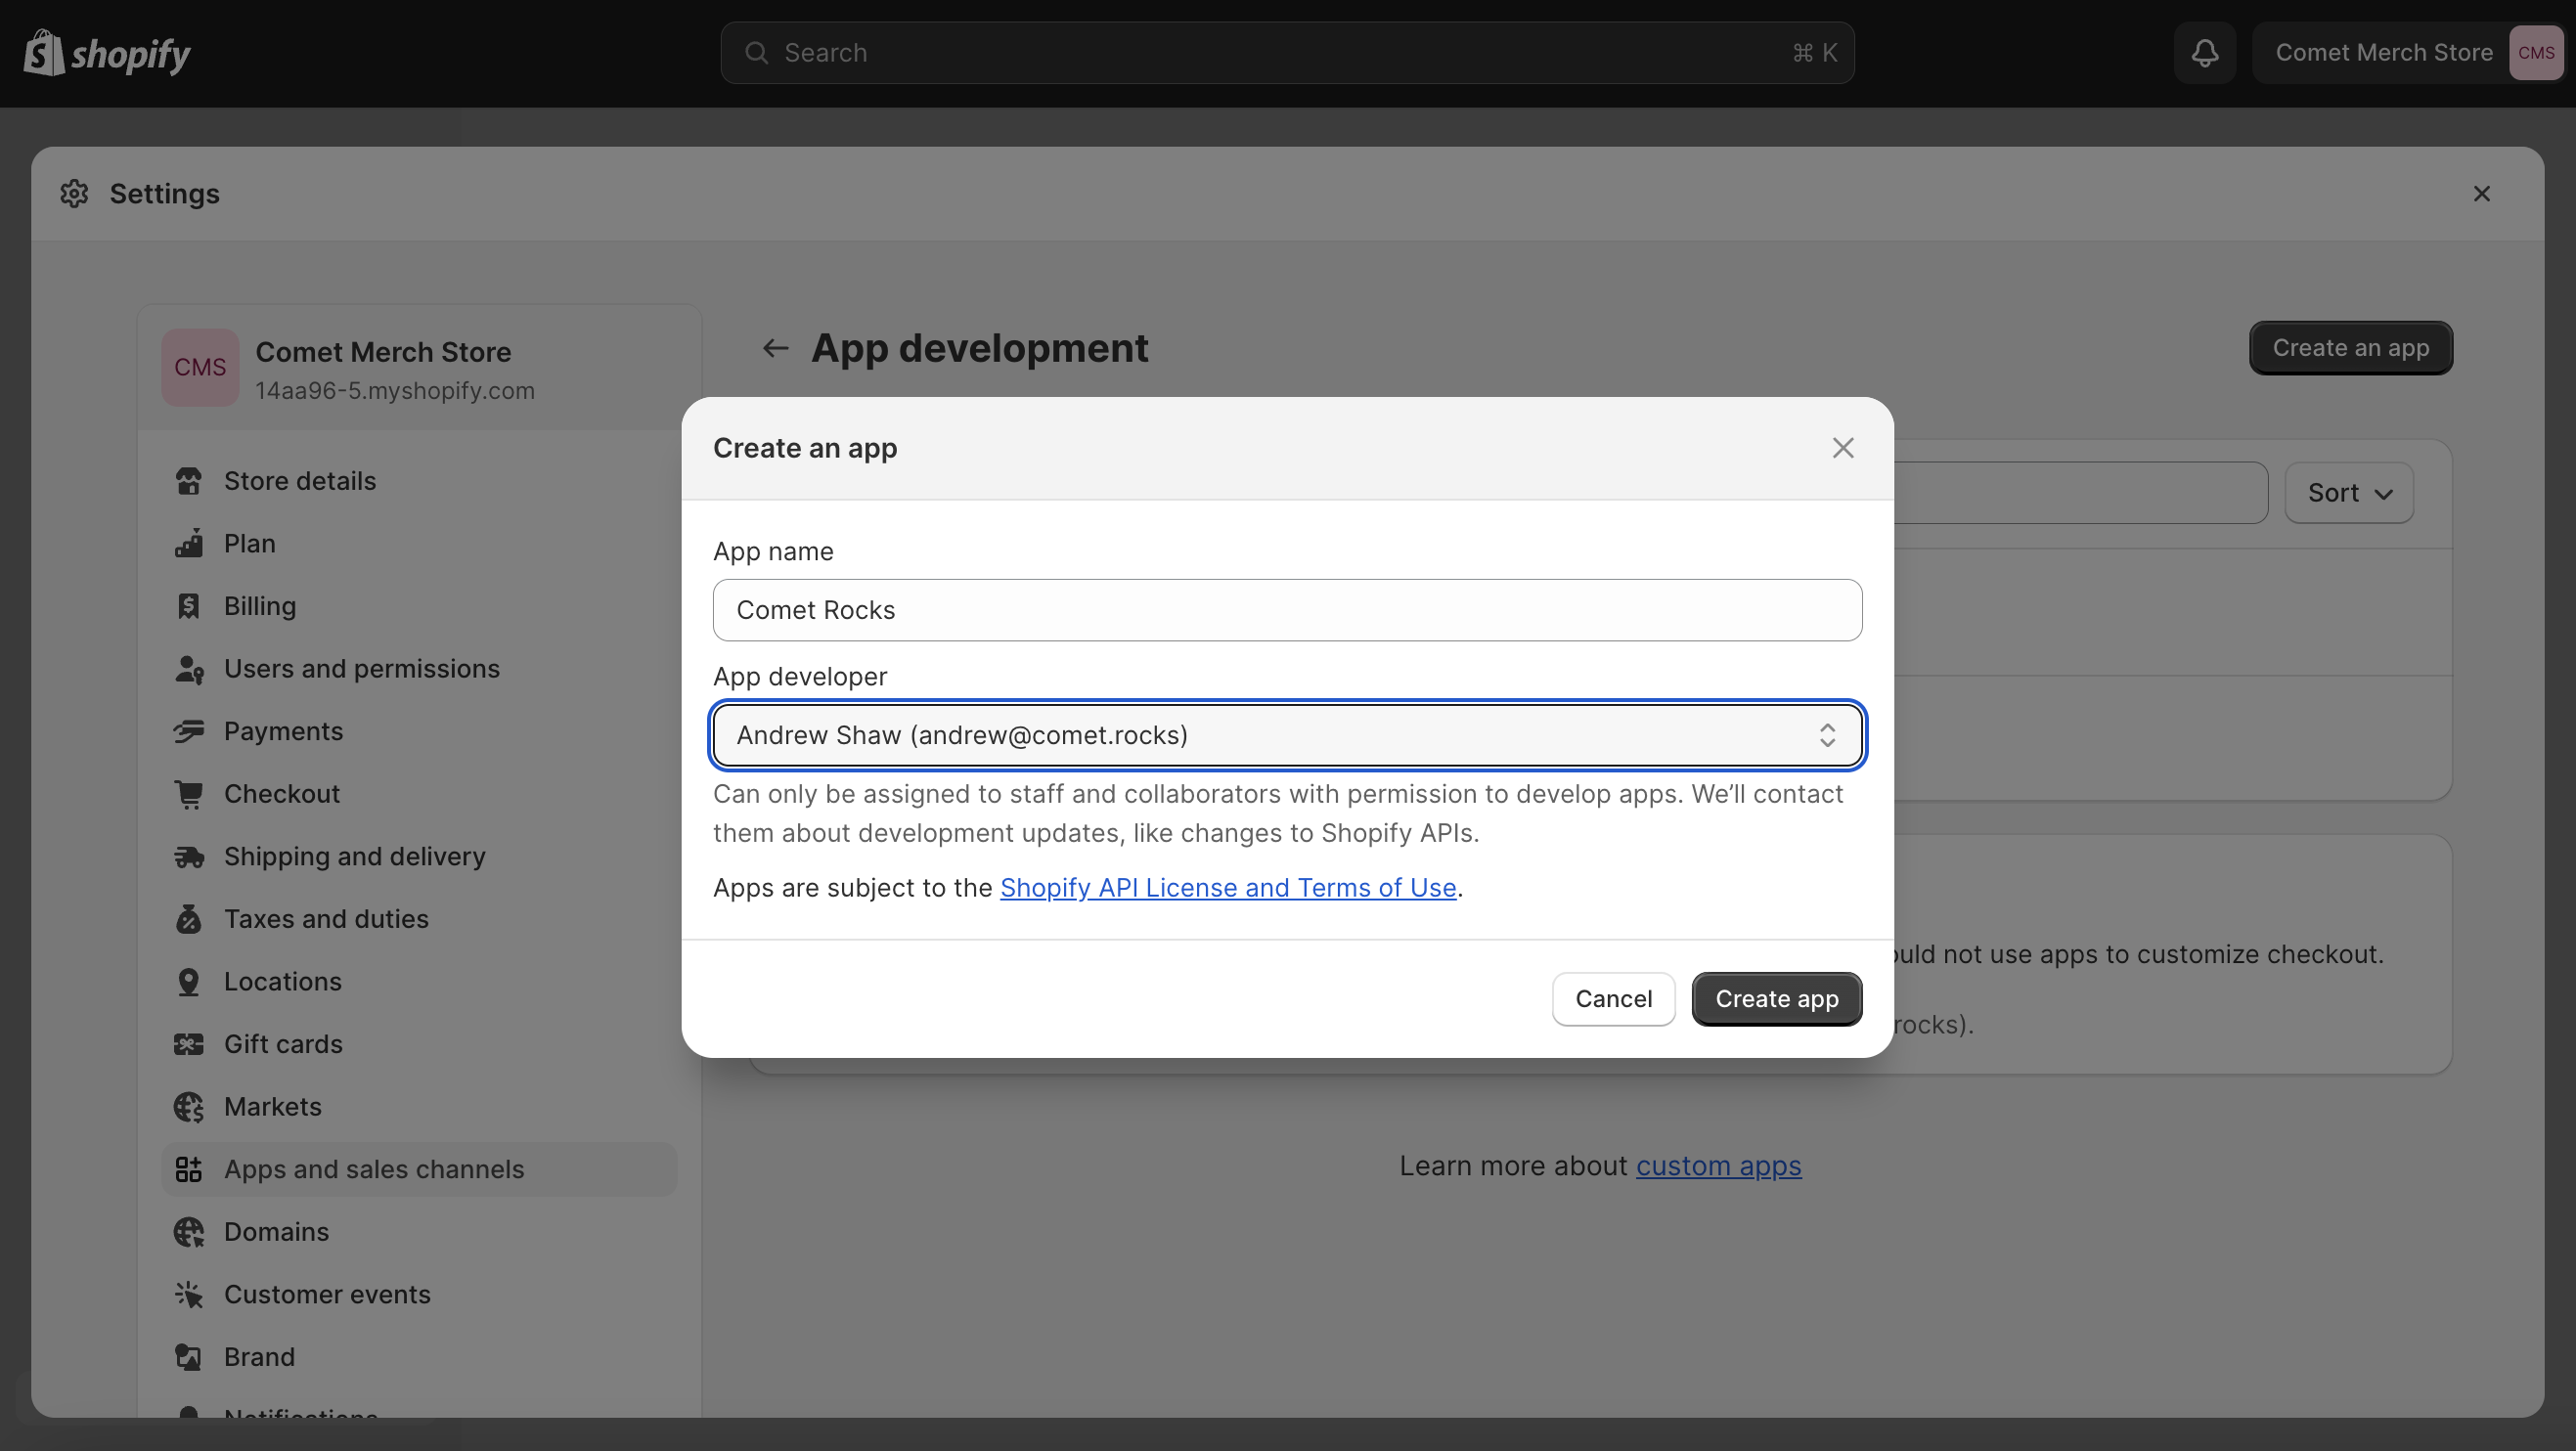 shopify
Search
⌘ K
Comet Merch Store
CMS
Settings
CMS
Comet Merch Store
14aa96-5.myshopify.com
Store details
Plan
Billing
Users and permissions
Payments
Checkout
Shipping and delivery
Taxes and duties
Locations
Gift cards
Markets
Apps and sales channels
Domains
Customer events
Brand
Notifications
App development
Create an app
Sort
Create an app
App name
Comet Rocks
App developer
Andrew Shaw (andrew@comet.rocks)
Can only be assigned to staff and collaborators with permission to develop apps. We’ll contact
them about development updates, like changes to Shopify APIs.
Apps are subject to the Shopify API License and Terms of Use.
Cancel
Create app
not use apps to customize checkout.
rocks).
Learn more about custom apps